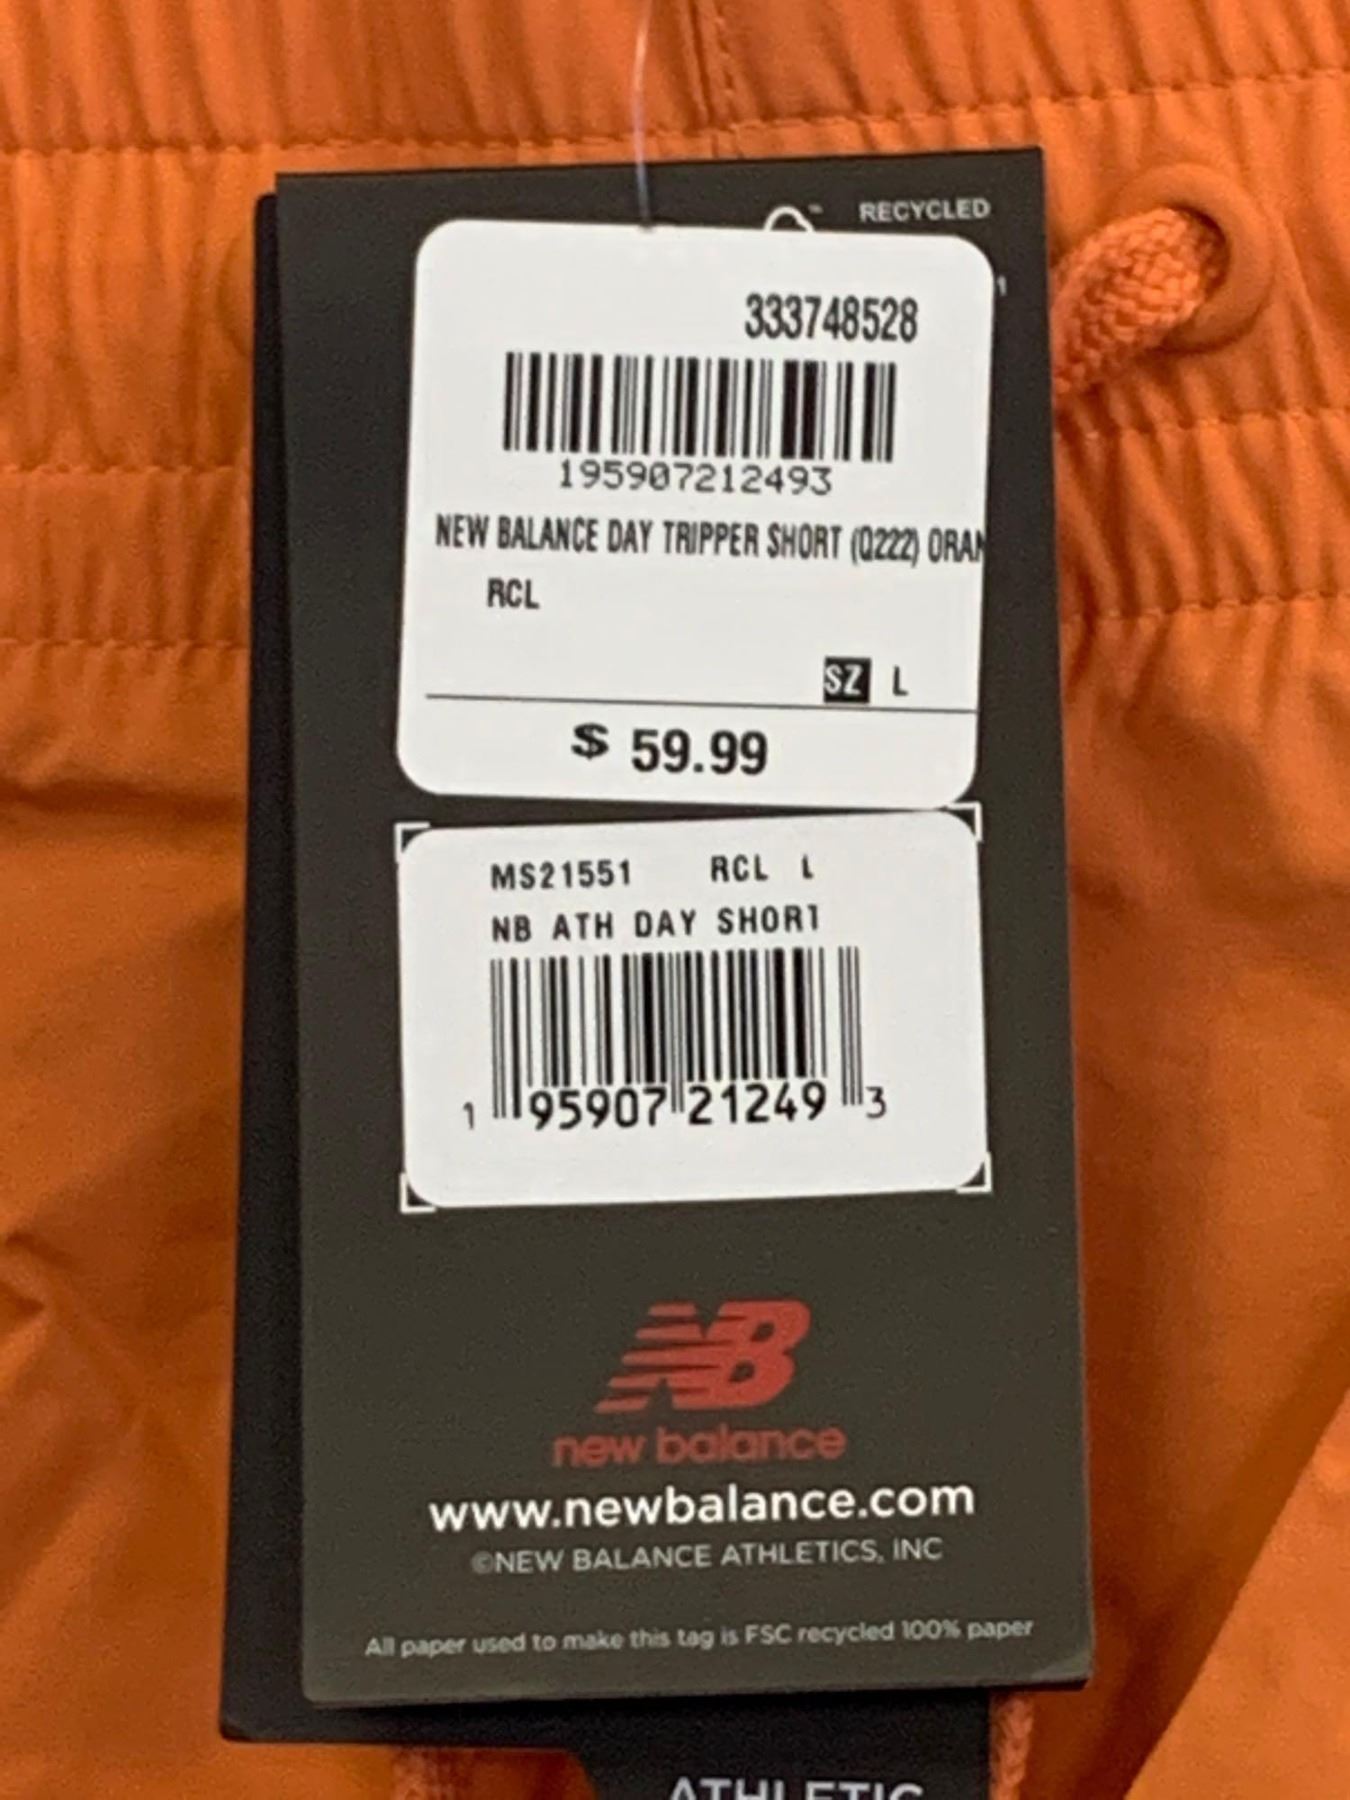 RECYCLED
333748528
195907212493
NEW BALANCE DAY TRIPPER SHORT (Q222) ORAN
RCL
SZ L
$ 59.99
MS21551 RCL L
NB ATH DAY SHORT
1 95907 21249 3
NB
new balance
www.newbalance.com
©NEW BALANCE ATHLETICS, INC
All paper used to make this tag is FSC recycled 100% paper
ATHLETIC